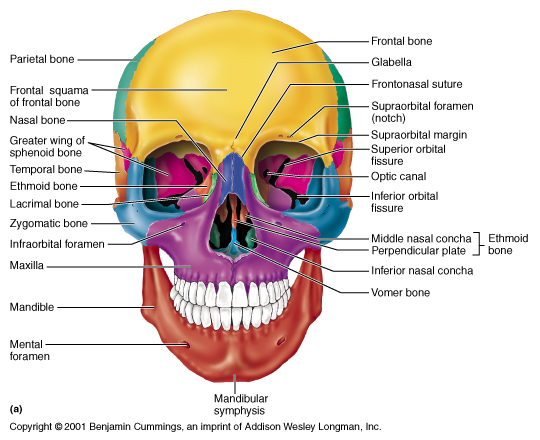 Parietal bone
Frontal squama
of frontal bone
Nasal bone
Greater wing of
sphenoid bone
Temporal bone
Ethmoid bone
Lacrimal bone
Zygomatic bone
Infraorbital foramen
Maxilla
Mandible
Mental
foramen
Frontal bone
Glabella
Frontonasal suture
Supraorbital foramen
(notch)
Supraorbital margin
Superior orbital
fissure
Optic canal
Inferior orbital
fissure
Middle nasal concha
Perpendicular plate
Ethmoid
bone
Inferior nasal concha
Vomer bone
Mandibular
symphysis
(a)
Copyright © 2001 Benjamin Cummings, an imprint of Addison Wesley Longman, Inc.